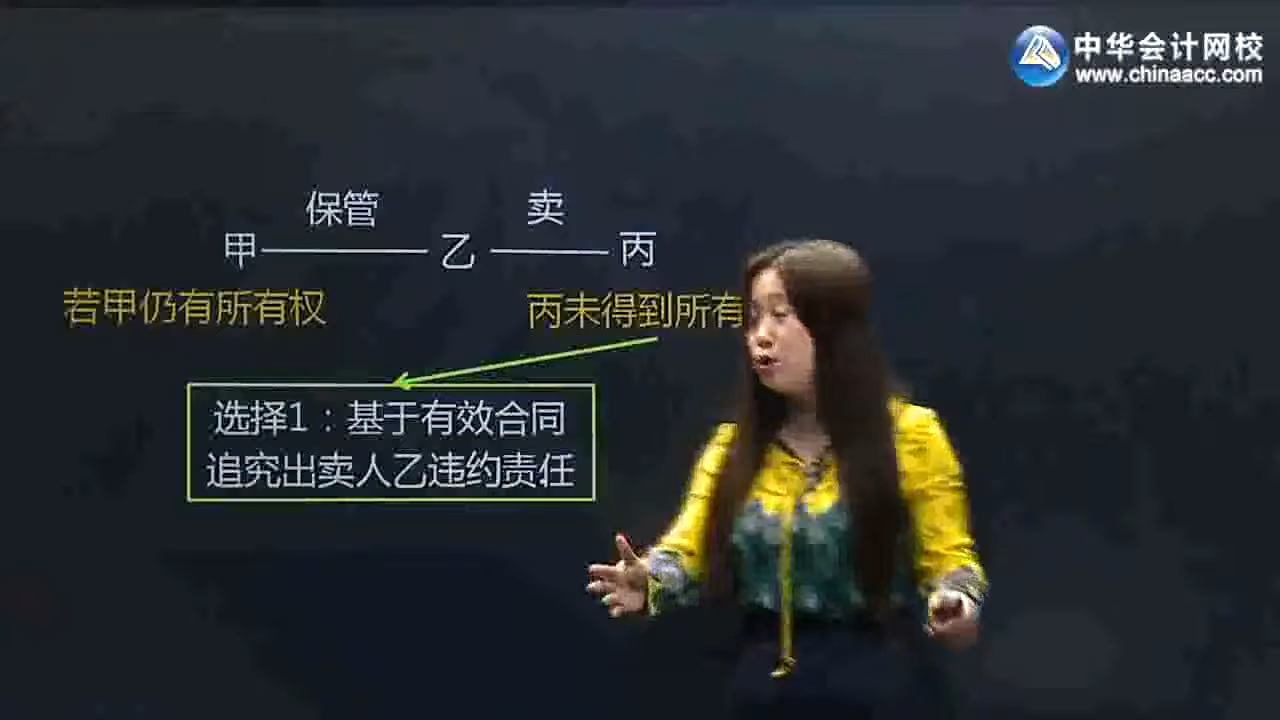 中华会计网校
www.chinaacc.com
保管 卖
甲 乙 丙
若甲仍有所有权 丙未得到所有
选择1：基于有效合同
追究出卖人乙违约责任